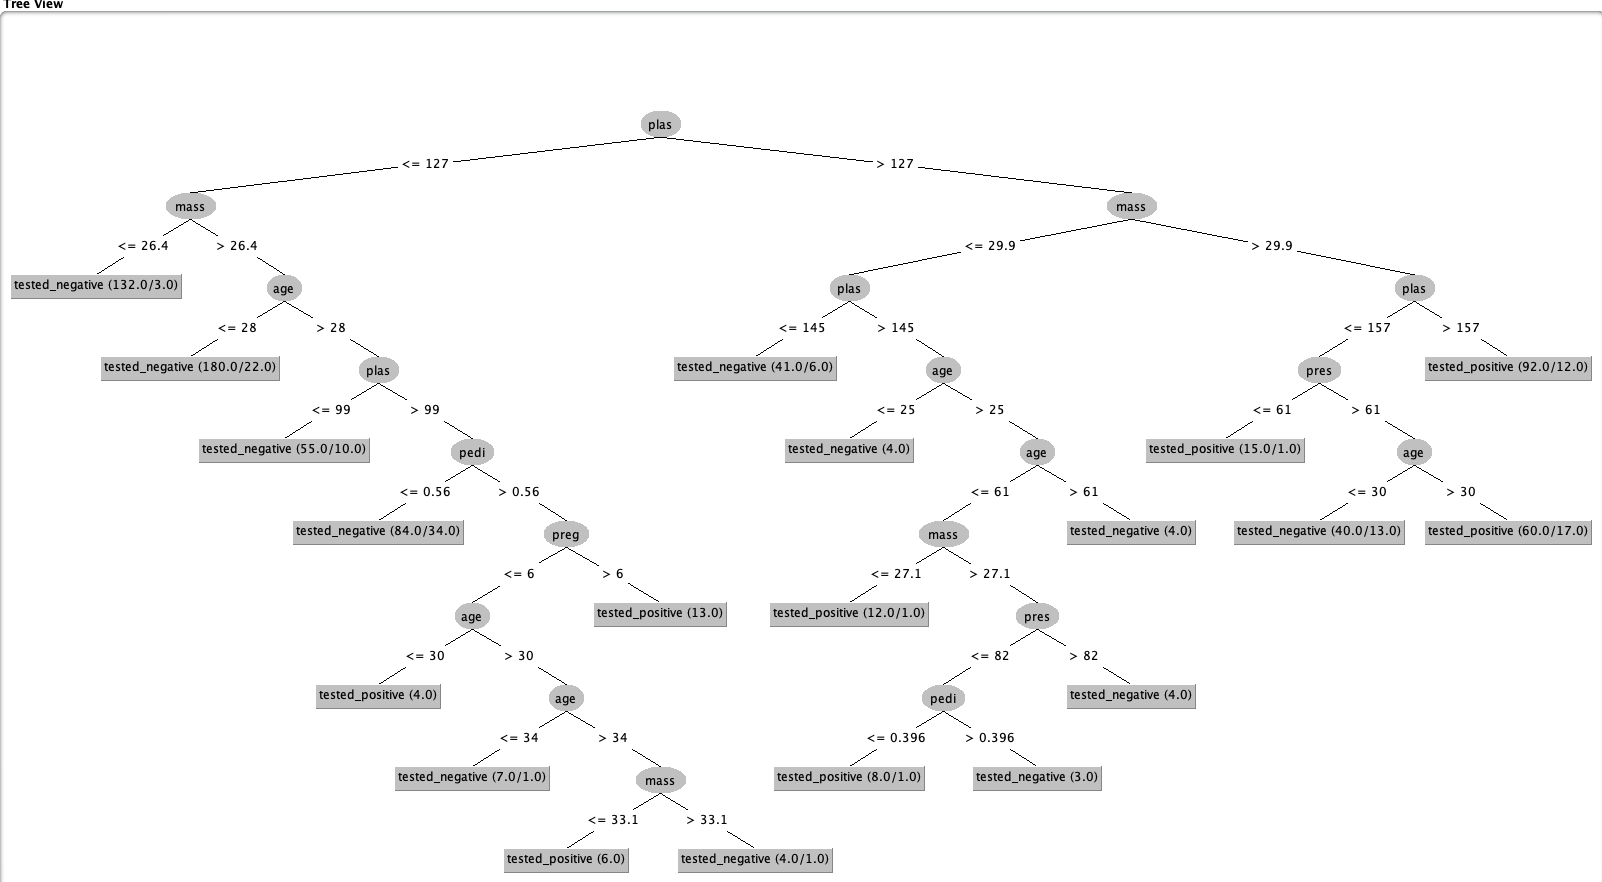 Tree View
plas
<= 127
> 127
mass
mass
<= 26.4
> 26.4
<= 29.9
> 29.9
tested_negative (132.0/3.0)
age
plas
plas
<= 28
> 28
<= 145
> 145
<= 157
> 157
tested_negative (180.0/22.0)
plas
tested_negative (41.0/6.0)
age
pres
tested_positive (92.0/12.0)
<= 99
> 99
<= 25
> 25
<= 61
> 61
tested_negative (55.0/10.0)
pedi
tested_negative (4.0)
age
tested_positive (15.0/1.0)
age
<= 0.56
> 0.56
<= 61
> 61
<= 30
> 30
tested_negative (84.0/34.0)
preg
mass
tested_negative (4.0)
tested_negative (40.0/13.0)
tested_positive (60.0/17.0)
<= 6
> 6
<= 27.1
> 27.1
age
tested_positive (13.0)
tested_positive (12.0/1.0)
pres
<= 30
> 30
<= 82
> 82
tested_positive (4.0)
age
pedi
tested_negative (4.0)
<= 34
> 34
<= 0.396
> 0.396
tested_negative (7.0/1.0)
mass
tested_positive (8.0/1.0)
tested_negative (3.0)
<= 33.1
> 33.1
tested_positive (6.0)
tested_negative (4.0/1.0)